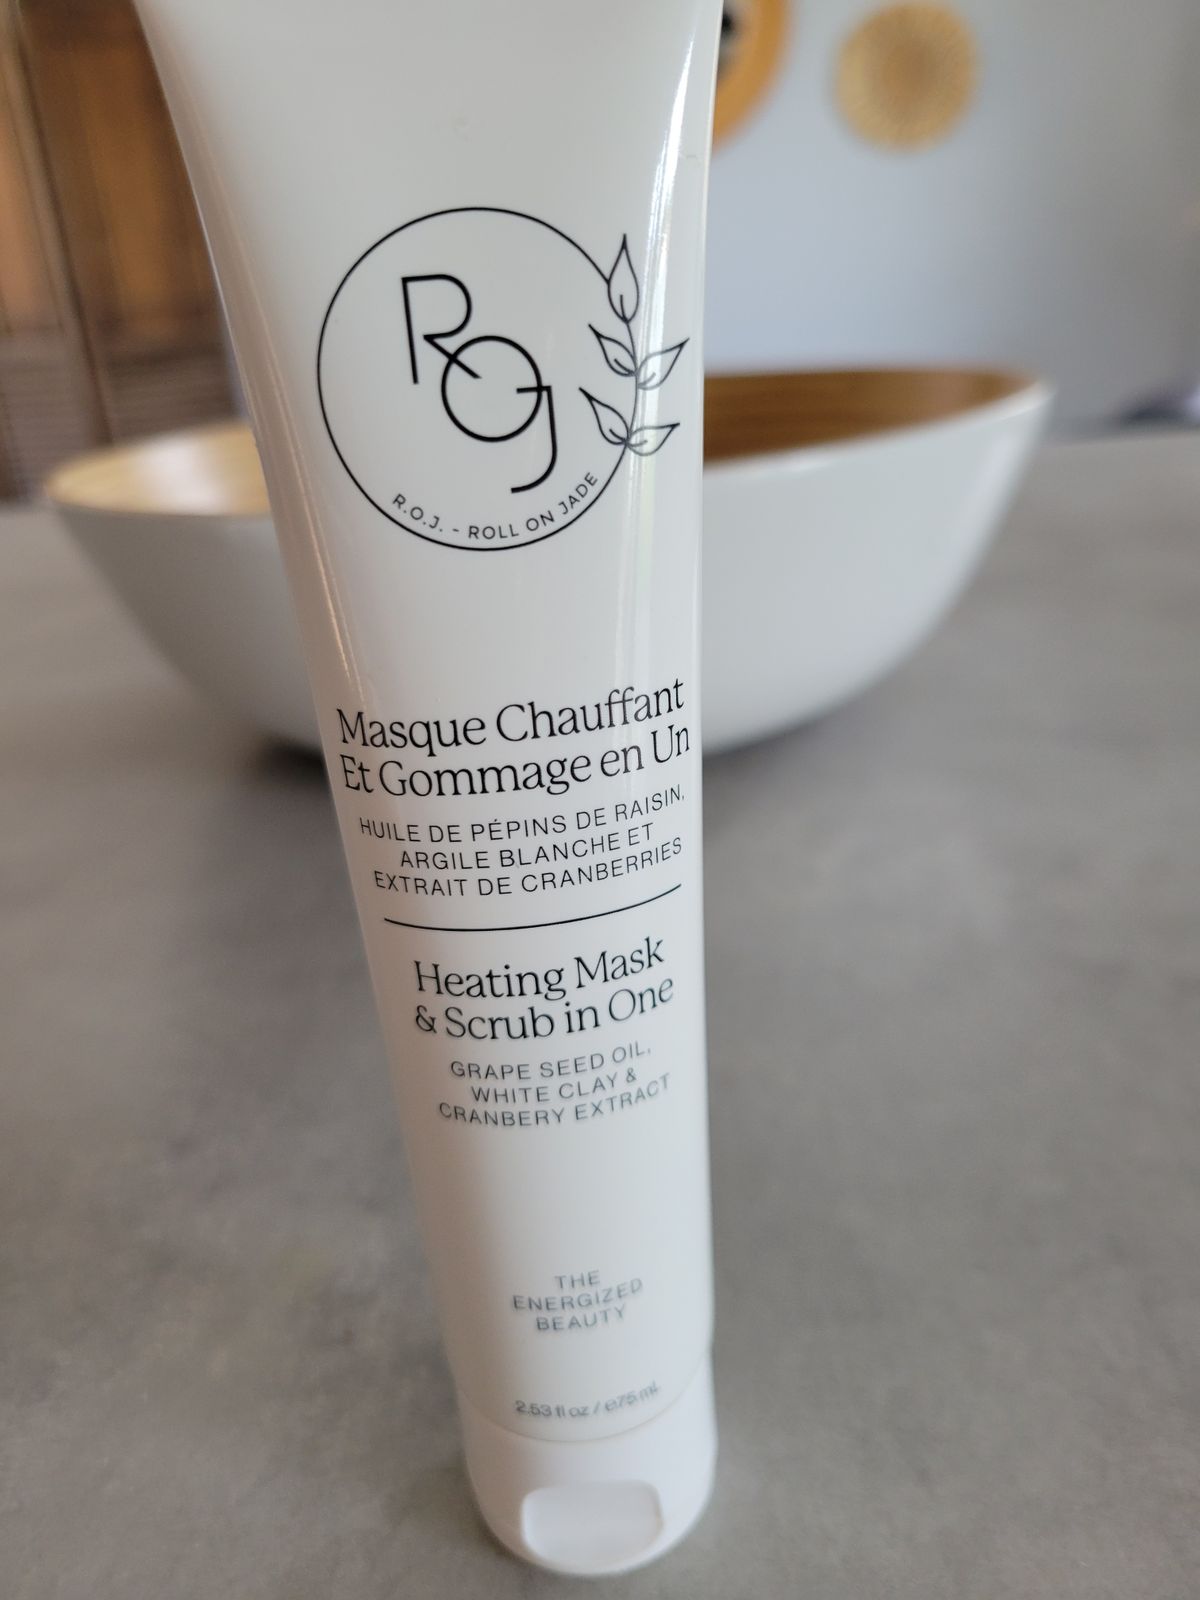 ROJ
R.O.J. - ROLL ON JADE
Masque Chauffant
Et Gommage en Un
HUILE DE PÉPINS DE RAISIN,
ARGILE BLANCHE ET
EXTRAIT DE CRANBERRIES
Heating Mask
& Scrub in One
GRAPE SEED OIL,
WHITE CLAY &
CRANBERY EXTRACT
THE
ENERGIZED
BEAUTY
2.53 fl oz / e75 mL